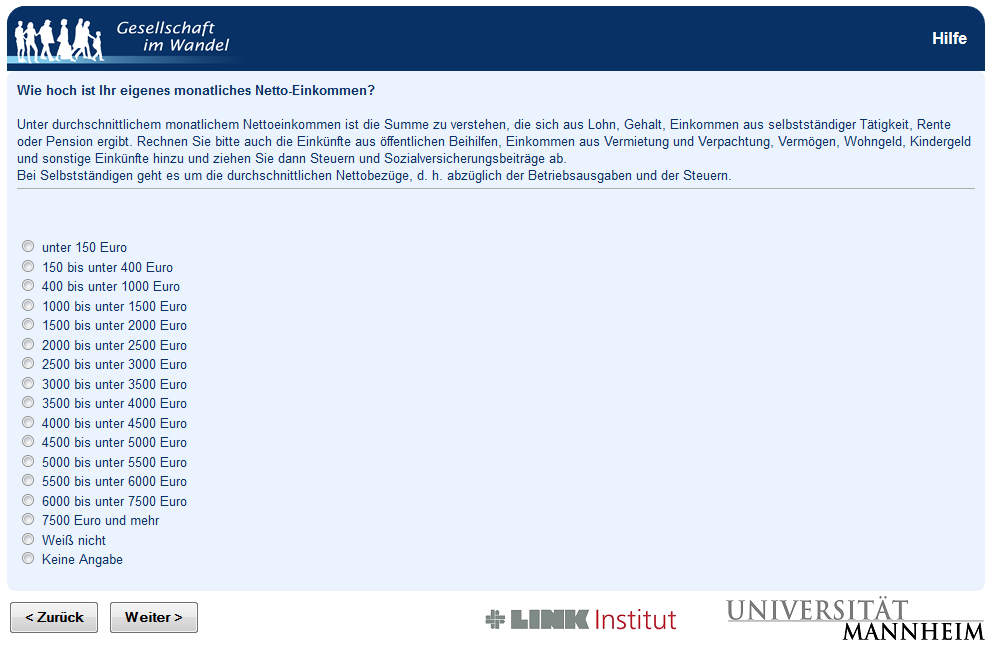 Gesellschaft
im Wandel
Hilfe
Wie hoch ist Ihr eigenes monatliches Netto-Einkommen?
Unter durchschnittlichem monatlichem Nettoeinkommen ist die Summe zu verstehen, die sich aus Lohn, Gehalt, Einkommen aus selbstständiger Tätigkeit, Rente
oder Pension ergibt. Rechnen Sie bitte auch die Einkünfte aus öffentlichen Beihilfen, Einkommen aus Vermietung und Verpachtung, Vermögen, Wohngeld, Kindergeld
und sonstige Einkünfte hinzu und ziehen Sie dann Steuern und Sozialversicherungsbeiträge ab.
Bei Selbstständigen geht es um die durchschnittlichen Nettobezüge, d. h. abzüglich der Betriebsausgaben und der Steuern.
unter 150 Euro
150 bis unter 400 Euro
400 bis unter 1000 Euro
1000 bis unter 1500 Euro
1500 bis unter 2000 Euro
2000 bis unter 2500 Euro
2500 bis unter 3000 Euro
3000 bis unter 3500 Euro
3500 bis unter 4000 Euro
4000 bis unter 4500 Euro
4500 bis unter 5000 Euro
5000 bis unter 5500 Euro
5500 bis unter 6000 Euro
6000 bis unter 7500 Euro
7500 Euro und mehr
Weiß nicht
Keine Angabe
< Zurück
Weiter >
LINK Institut
UNIVERSITÄT
MANNHEIM